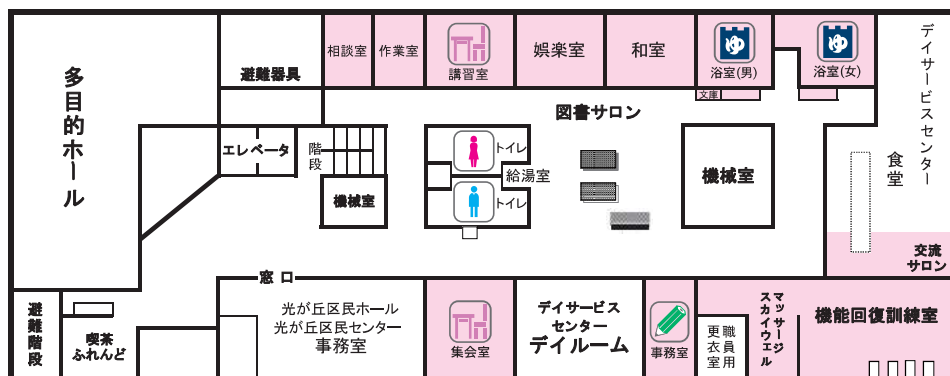 多目的ホール
避難器具
相談室
作業室
講習室
娯楽室
和室
ゆ
浴室(男)
ゆ
浴室(女)
文庫
デイサービスセンター
食堂
図書サロン
エレベータ
階段
機械室
トイレ
給湯室
トイレ
機械室
交流
サロン
窓口
避難階段
喫茶
ふれんど
光が丘区民ホール
光が丘区民センター
事務室
集会室
デイサービス
センター
デイルーム
事務室
職員用
更衣室
マッサージ
スカイウェル
機能回復訓練室